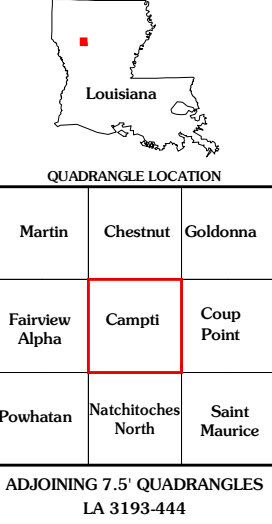 Louisiana
QUADRANGLE LOCATION
Martin Chestnut Goldonna
Fairview
Alpha
Campti
Coup
Point
Powhatan
Natchitoches
North
Saint
Maurice
ADJOINING 7.5' QUADRANGLES
LA 3193-444